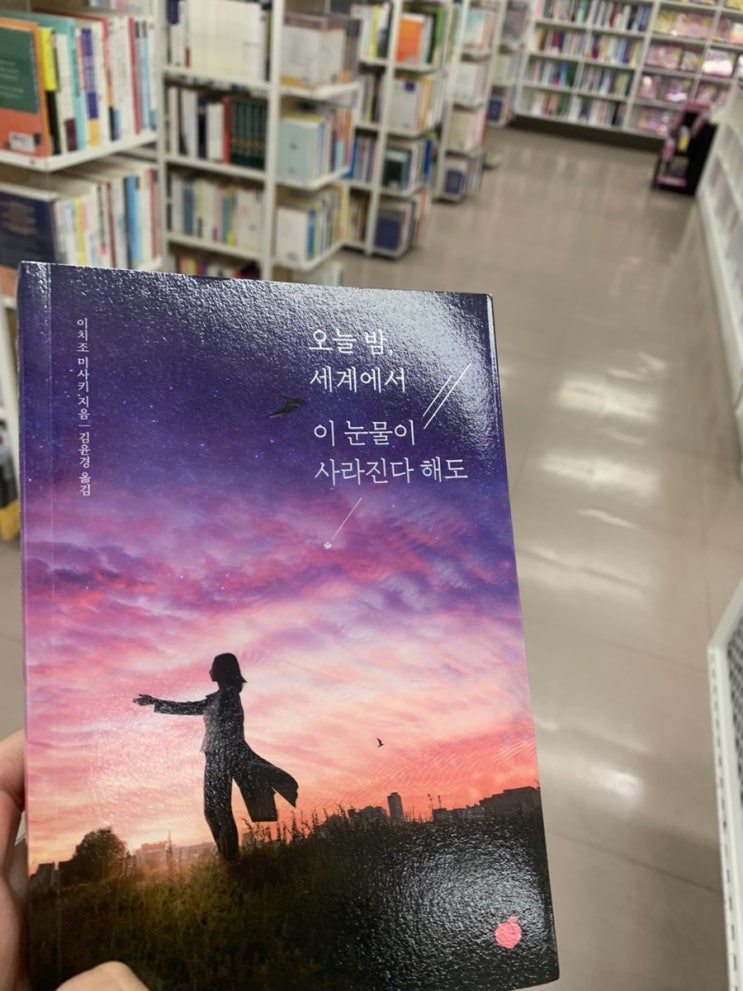 오늘 밤,
세계에서
이 눈물이
사라진다 해도
이치조 미사키 지음 | 김윤경 옮김